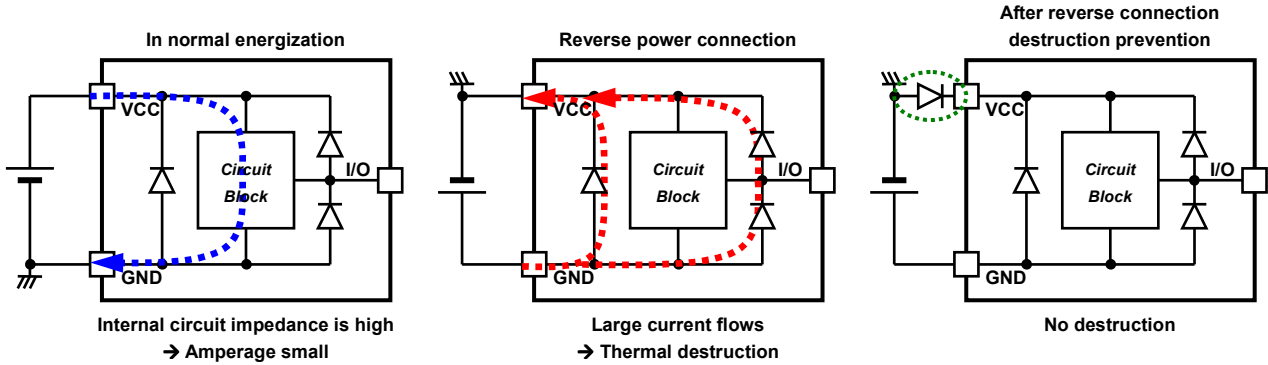 In normal energization
VCC
Circuit
Block
I/O
GND
Internal circuit impedance is high
→ Amperage small
Reverse power connection
VCC
Circuit
Block
I/O
GND
Large current flows
→ Thermal destruction
After reverse connection
destruction prevention
VCC
Circuit
Block
I/O
GND
No destruction